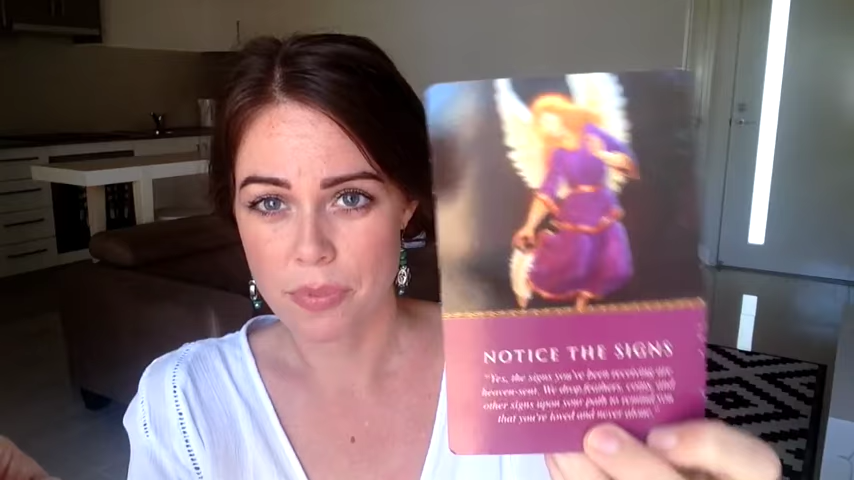 NOTICE THE SIGNS
"Yes, the signs you've been receiving are
heaven-sent. We drop feathers, coins, and
other signs upon your path to remind you
that you're loved and never alone."